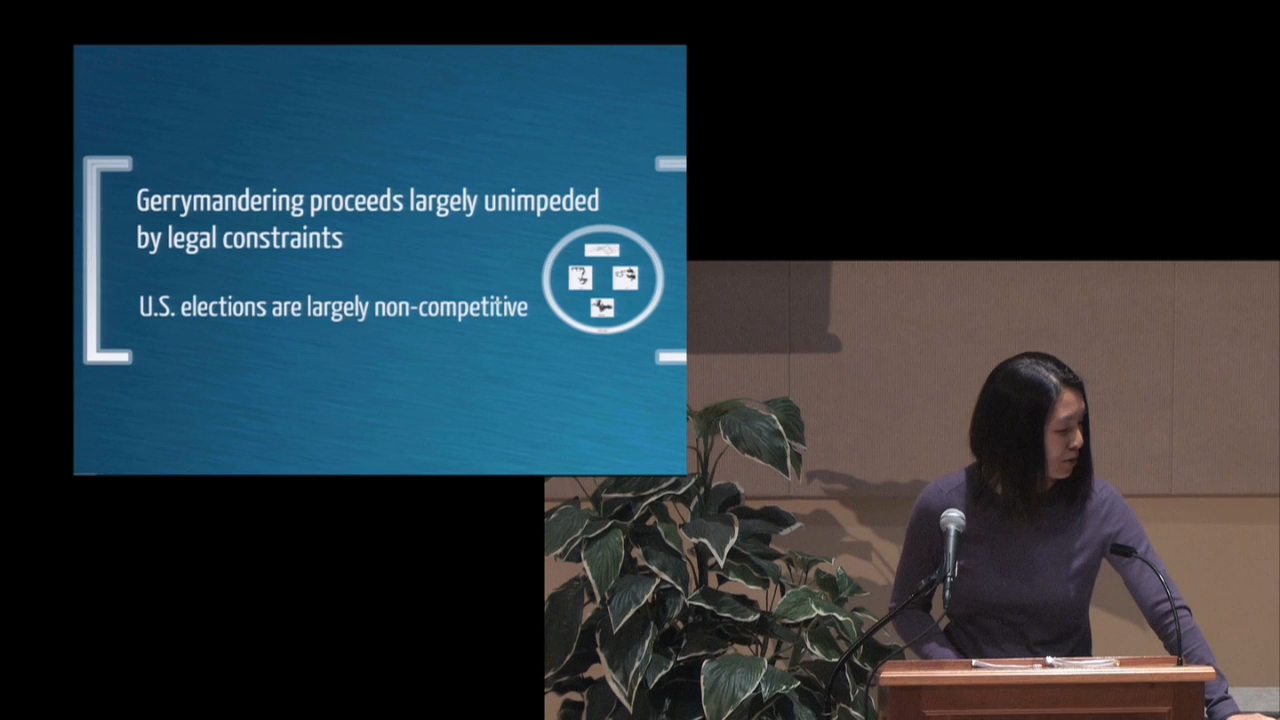 Gerrymandering proceeds largely unimpeded
by legal constraints
U.S. elections are largely non-competitive